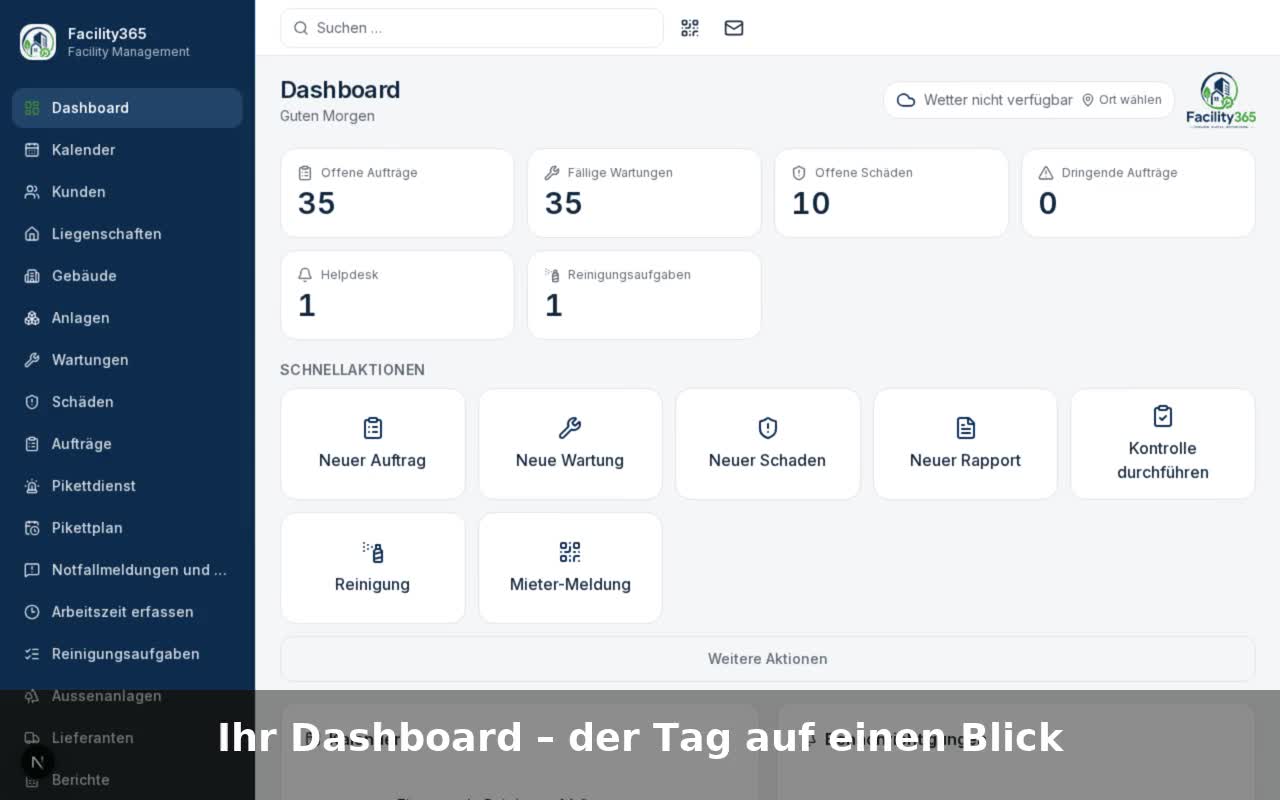 Facility365
Facility Management
Suchen ...
Dashboard
Kalender
Kunden
Liegenschaften
Gebäude
Anlagen
Wartungen
Schäden
Aufträge
Pikettdienst
Pikettplan
Notfallmeldungen und ...
Arbeitszeit erfassen
Reinigungsaufgaben
Aussenanlagen
Lieferanten
Berichte
N
Dashboard
Guten Morgen
Wetter nicht verfügbar Ort wählen
Facility365
Offene Aufträge
35
Fällige Wartungen
35
Offene Schäden
10
Dringende Aufträge
0
Helpdesk
1
Reinigungsaufgaben
1
SCHNELLAKTIONEN
Neuer Auftrag
Neue Wartung
Neuer Schaden
Neuer Rapport
Kontrolle
durchführen
Reinigung
Mieter-Meldung
Weitere Aktionen
Ihr Dashboard – der Tag auf einen Blick